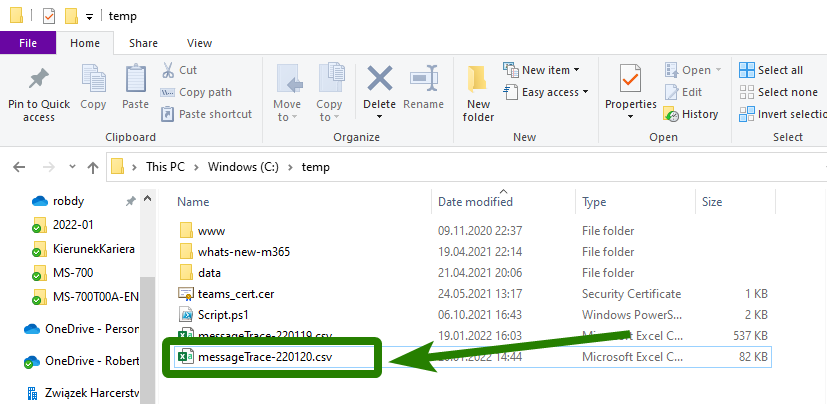 temp
File Home Share View
Pin to Quick access
Copy
Paste
Cut
Copy path
Paste shortcut
Clipboard
Move to
Copy to
Delete
Rename
Organize
New folder
New item
Easy access
New
Properties
Open
Edit
History
Open
Select all
Select none
Invert selectio
Select
This PC > Windows (C:) > temp
robdy
2022-01
KierunekKariera
MS-700
MS-700T00A-EN
OneDrive - Person
OneDrive - Robert
Związek Harcerstw
Name Date modified Type Size
www 09.11.2020 22:37 File folder
whats-new-m365 19.04.2021 22:14 File folder
data 21.04.2021 20:06 File folder
teams_cert.cer 24.05.2021 13:17 Security Certificate 1 KB
Script.ps1 06.10.2021 16:43 Windows PowerS... 2 KB
messageTrace-220119.csv 19.01.2022 16:03 Microsoft Excel C... 537 KB
messageTrace-220120.csv 14:44 Microsoft Excel C... 82 KB